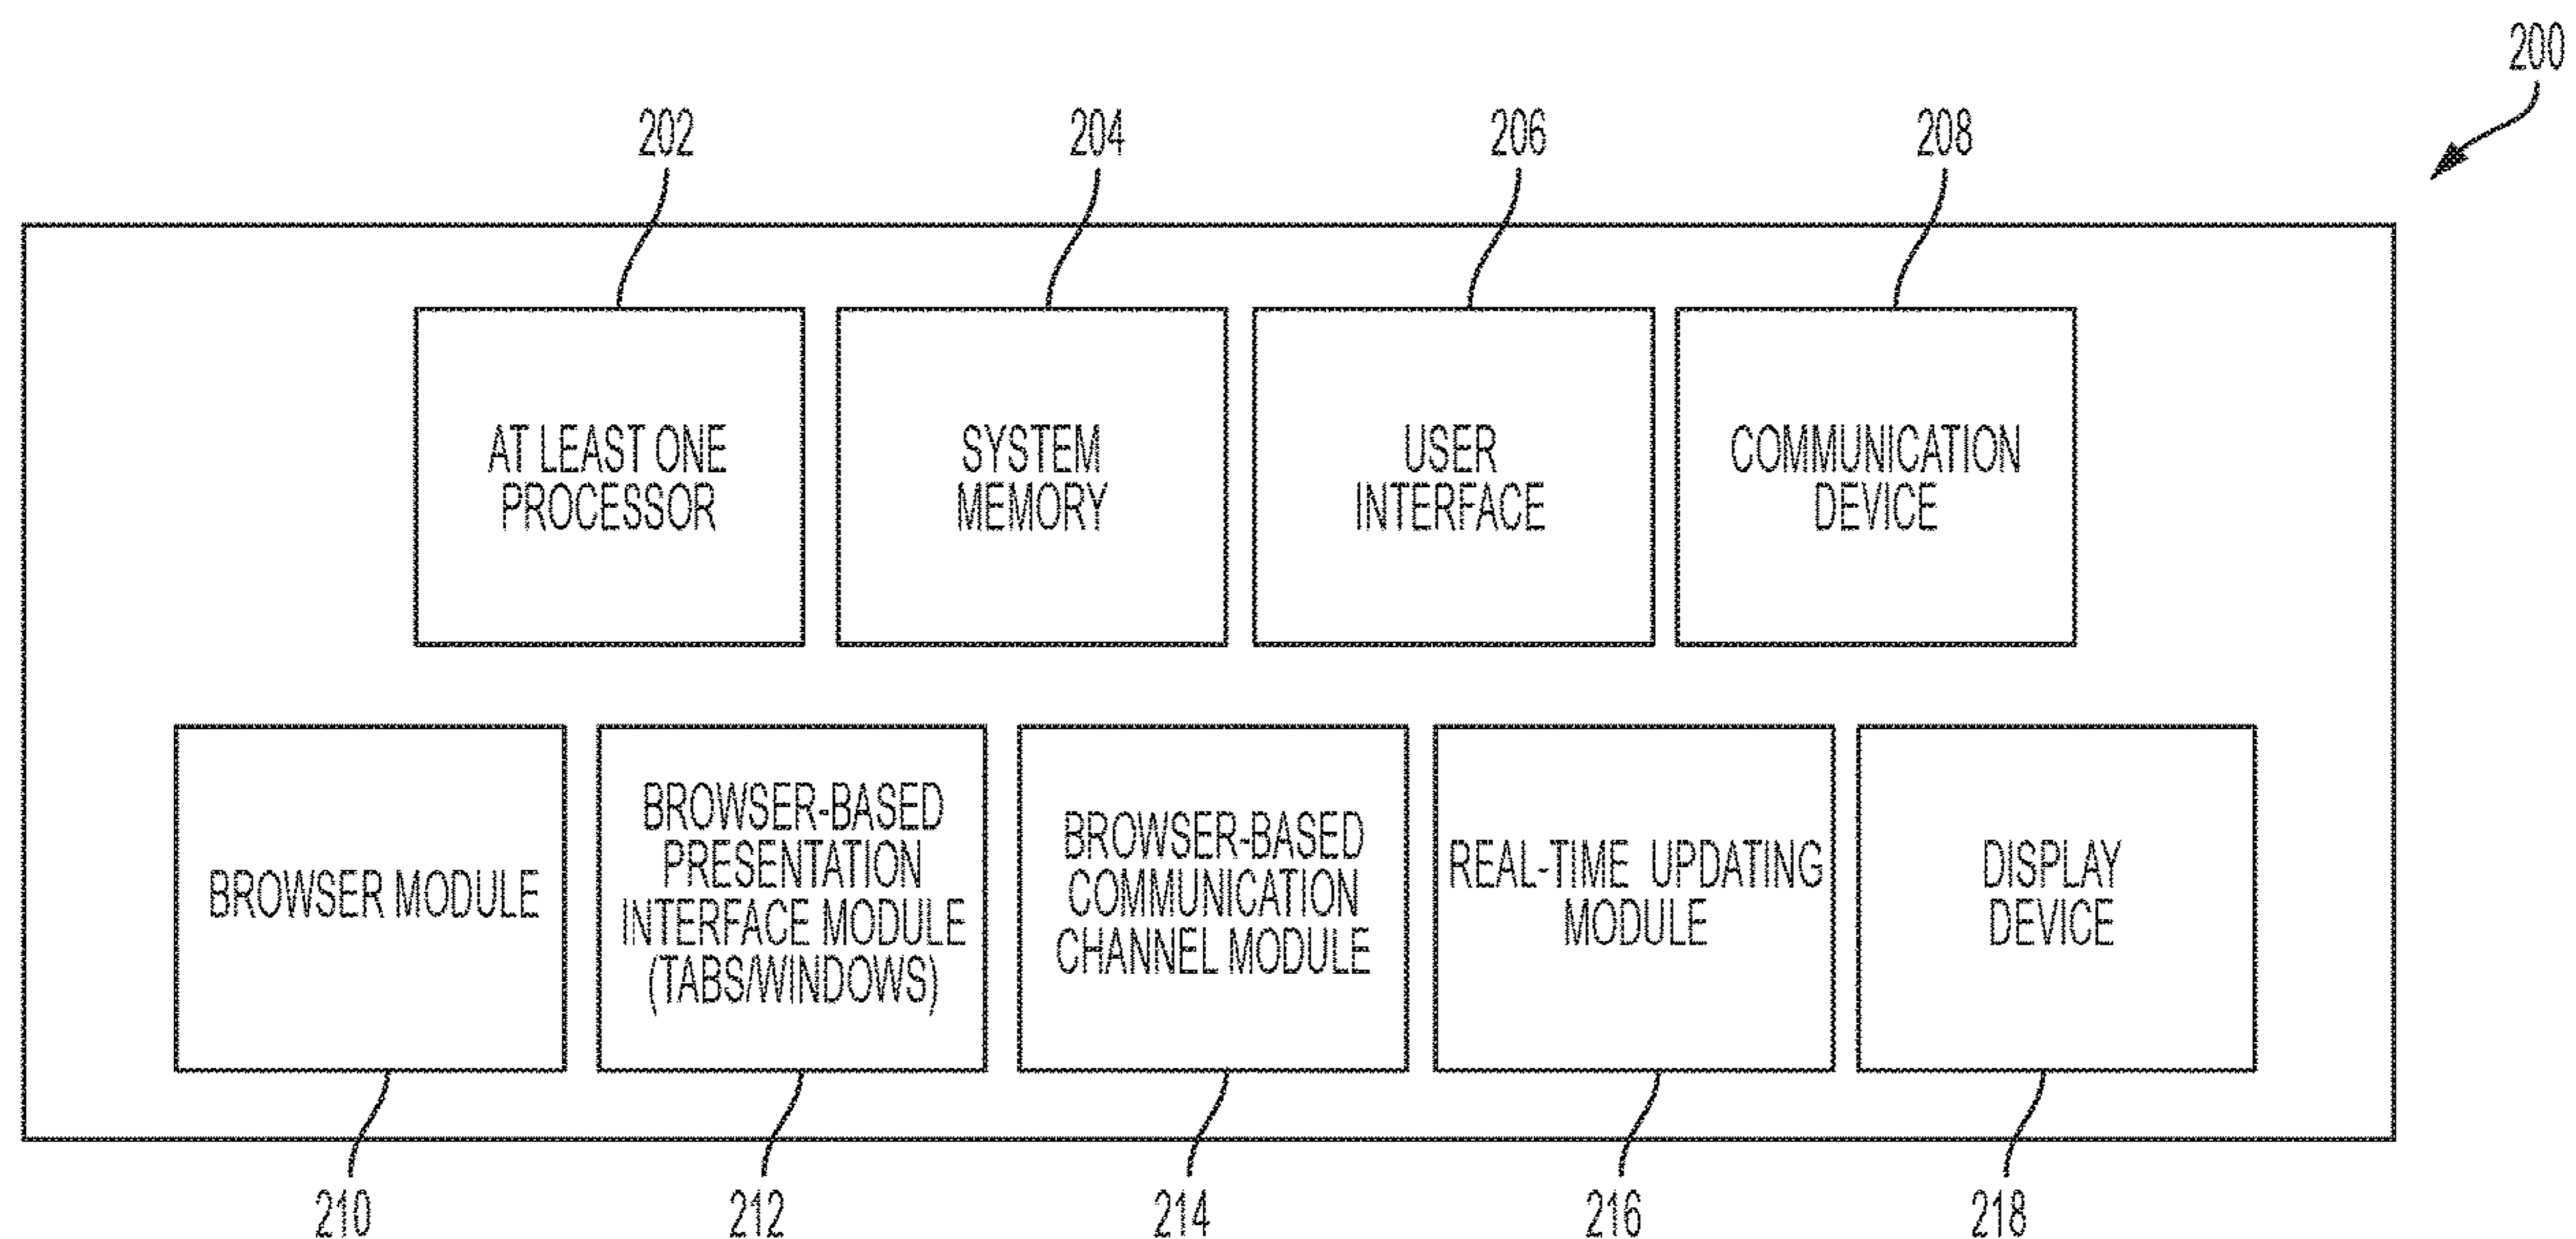 200
202
204
206
208
AT LEAST ONE
PROCESSOR
SYSTEM
MEMORY
USER
INTERFACE
COMMUNICATION
DEVICE
BROWSER MODULE
BROWSER-BASED
PRESENTATION
INTERFACE MODULE
(TABS/WINDOWS)
BROWSER-BASED
COMMUNICATION
CHANNEL MODULE
REAL-TIME UPDATING
MODULE
DISPLAY
DEVICE
210
212
214
216
218